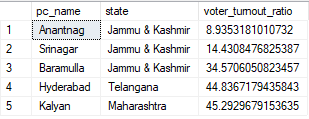 pc_name state voter_turnout_ratio
1 Anantnag Jammu & Kashmir 8.9353181010732
2 Srinagar Jammu & Kashmir 14.4308476825387
3 Baramulla Jammu & Kashmir 34.5706050823457
4 Hyderabad Telangana 44.8367179435843
5 Kalyan Maharashtra 45.2929679153635